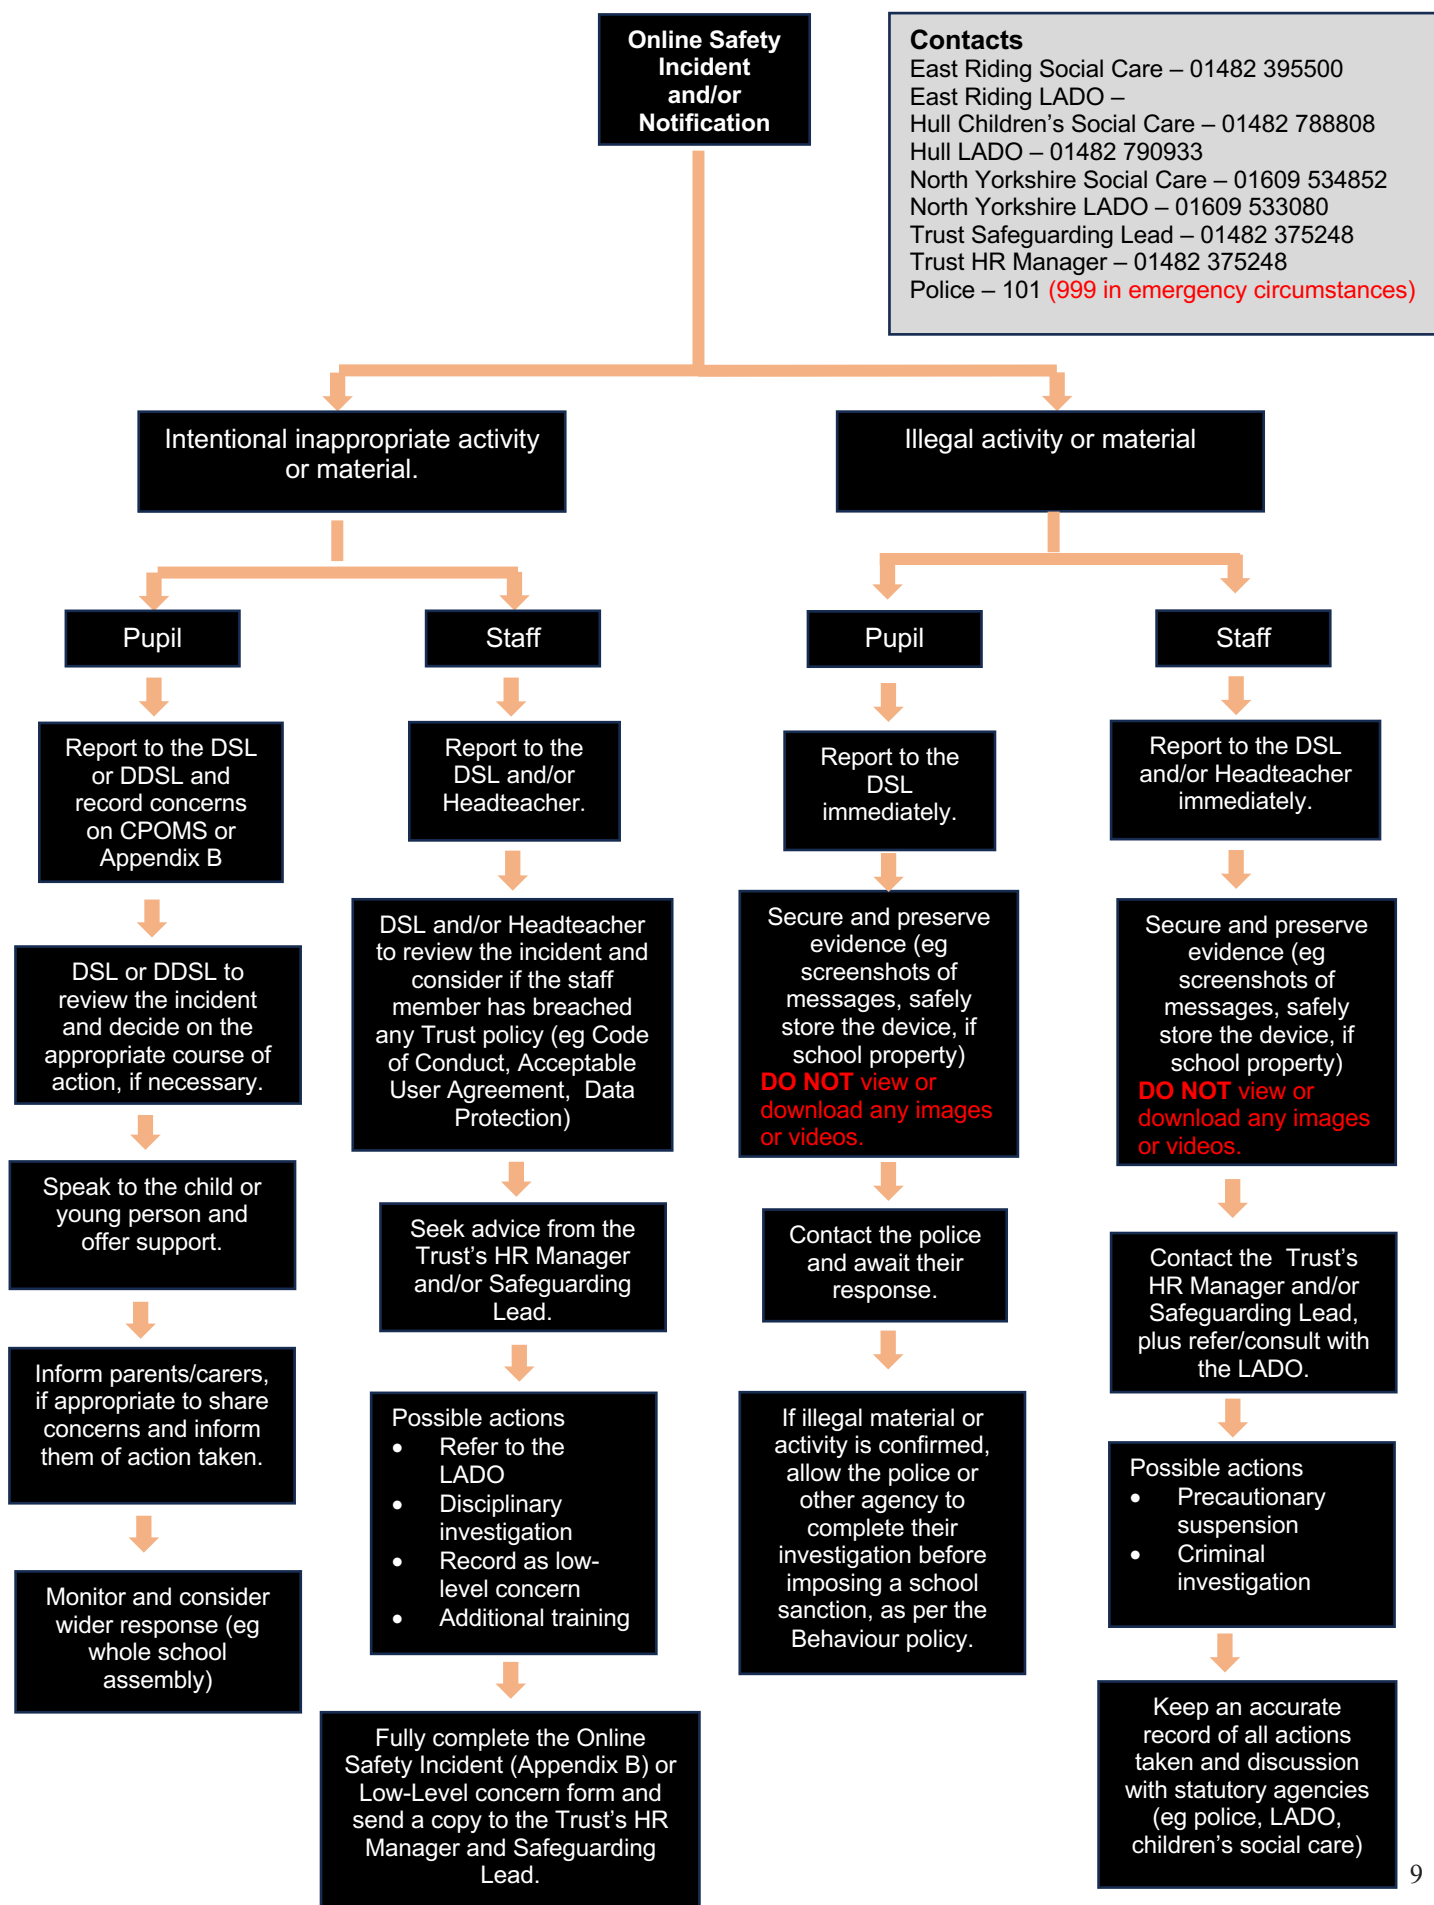 Online Safety
Incident
and/or
Notification
Contacts
East Riding Social Care – 01482 395500
East Riding LADO –
Hull Children’s Social Care – 01482 788808
Hull LADO – 01482 790933
North Yorkshire Social Care – 01609 534852
North Yorkshire LADO – 01609 533080
Trust Safeguarding Lead – 01482 375248
Trust HR Manager – 01482 375248
Police – 101 (999 in emergency circumstances)
Intentional inappropriate activity
or material.
Illegal activity or material
Pupil
Staff
Pupil
Staff
Report to the DSL
or DDSL and
record concerns
on CPOMS or
Appendix B
DSL or DDSL to
review the incident
and decide on the
appropriate course of
action, if necessary.
Speak to the child or
young person and
offer support.
Inform parents/carers,
if appropriate to share
concerns and inform
them of action taken.
Monitor and consider
wider response (eg
whole school
assembly)
Report to the
DSL and/or
Headteacher.
DSL and/or Headteacher
to review the incident and
consider if the staff
member has breached
any Trust policy (eg Code
of Conduct, Acceptable
User Agreement, Data
Protection)
Seek advice from the
Trust’s HR Manager
and/or Safeguarding
Lead.
Possible actions
• Refer to the
LADO
• Disciplinary
investigation
• Record as low-
level concern
• Additional training
Fully complete the Online
Safety Incident (Appendix B) or
Low-Level concern form and
send a copy to the Trust’s HR
Manager and Safeguarding
Lead.
Report to the
DSL
immediately.
Secure and preserve
evidence (eg
screenshots of
messages, safely
store the device, if
school property)
DO NOT view or
download any images
or videos.
Contact the police
and await their
response.
If illegal material or
activity is confirmed,
allow the police or
other agency to
complete their
investigation before
imposing a school
sanction, as per the
Behaviour policy.
Report to the DSL
and/or Headteacher
immediately.
Secure and preserve
evidence (eg
screenshots of
messages, safely
store the device, if
school property)
DO NOT view or
download any images
or videos.
Contact the Trust’s
HR Manager and/or
Safeguarding Lead,
plus refer/consult with
the LADO.
Possible actions
• Precautionary
suspension
• Criminal
investigation
Keep an accurate
record of all actions
taken and discussion
with statutory agencies
(eg police, LADO,
children’s social care)
9